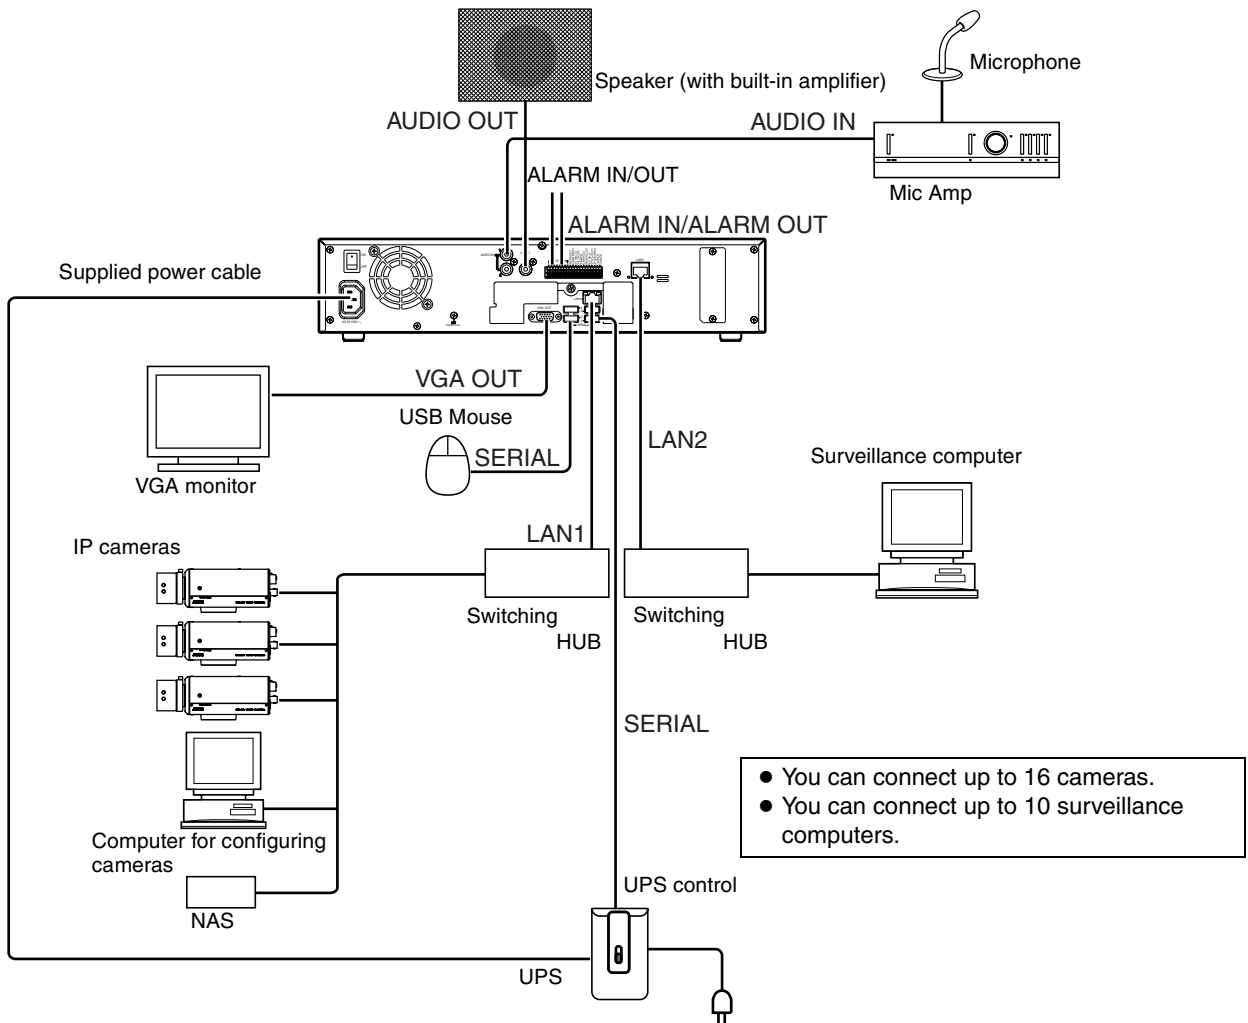 Microphone
Speaker (with built-in amplifier)
AUDIO OUT
AUDIO IN
ALARM IN/OUT
Mic Amp
ALARM IN/ALARM OUT
Supplied power cable
VGA OUT
USB Mouse
LAN2
SERIAL
Surveillance computer
VGA monitor
LAN1
IP cameras
Switching
HUB
Switching
HUB
SERIAL
● You can connect up to 16 cameras.
● You can connect up to 10 surveillance
computers.
Computer for configuring
cameras
UPS control
NAS
UPS